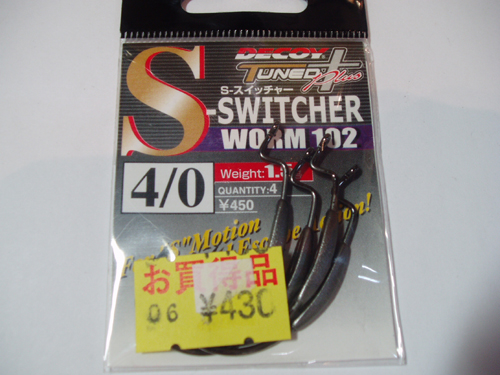 DECOY
TUNED Plus
S-スイッチャー
S-SWITCHER
WORM 102
4/0
Weight: 1.
QUANTITY: 4
¥450
Motion
お買得品
06 ¥430